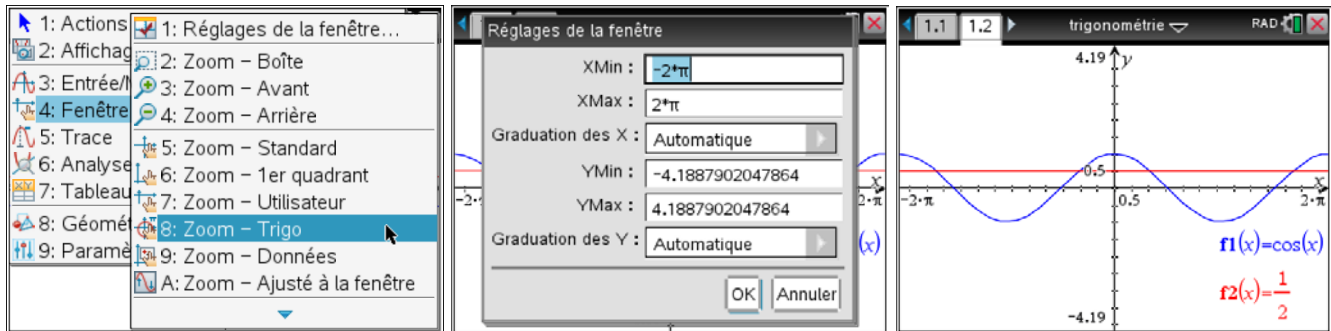 1: Actions
2: Affichag
3: Entrée/
4: Fenêtre
5: Trace
6: Analyse
7: Tableau
8: Géomét
9: Paramè
1: Réglages de la fenêtre...
2: Zoom – Boîte
3: Zoom – Avant
4: Zoom – Arrière
5: Zoom – Standard
6: Zoom – 1er quadrant
7: Zoom – Utilisateur
8: Zoom – Trigo
9: Zoom – Données
A: Zoom – Ajusté à la fenêtre
Réglages de la fenêtre
XMin : -2*π
XMax : 2*π
Graduation des X : Automatique
YMin : -4.1887902047864
YMax : 4.1887902047864
Graduation des Y : Automatique
OK Annuler
x
-2·
2·π
(x)
1.1 1.2 trigonométrie RAD
4.19 y
0.5
x
-2·π 0.5 2·π
f1(x)=cos(x)
f2(x)=1/2
-4.19